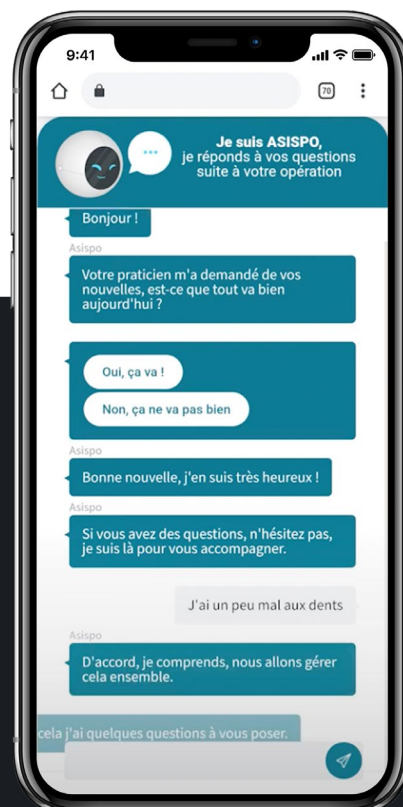 9:41
70
Je suis ASISPO,
je réponds à vos questions
suite à votre opération
Bonjour !
Asispo
Votre praticien m'a demandé de vos
nouvelles, est-ce que tout va bien
aujourd'hui ?
Oui, ça va !
Non, ça ne va pas bien
Asispo
Bonne nouvelle, j'en suis très heureux !
Asispo
Si vous avez des questions, n'hésitez pas,
je suis là pour vous accompagner.
J'ai un peu mal aux dents
Asispo
D'accord, je comprends, nous allons gérer
cela ensemble.
cela j'ai quelques questions à vous poser.